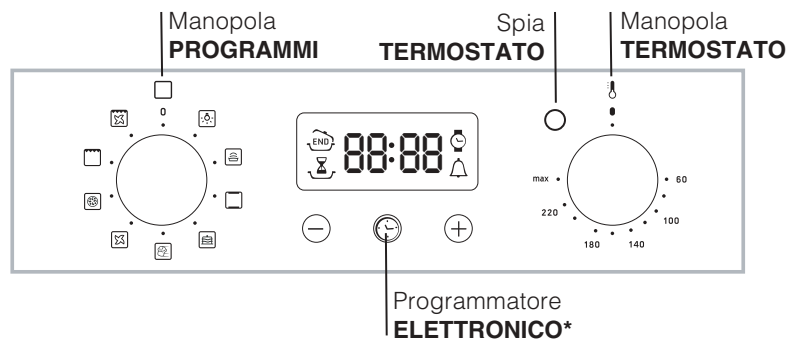 Manopola
PROGRAMMI
Spia
TERMOSTATO
Manopola
TERMOSTATO
0
END
88:88
max
60
220
100
180
140
Programmatore
ELETTRONICO*